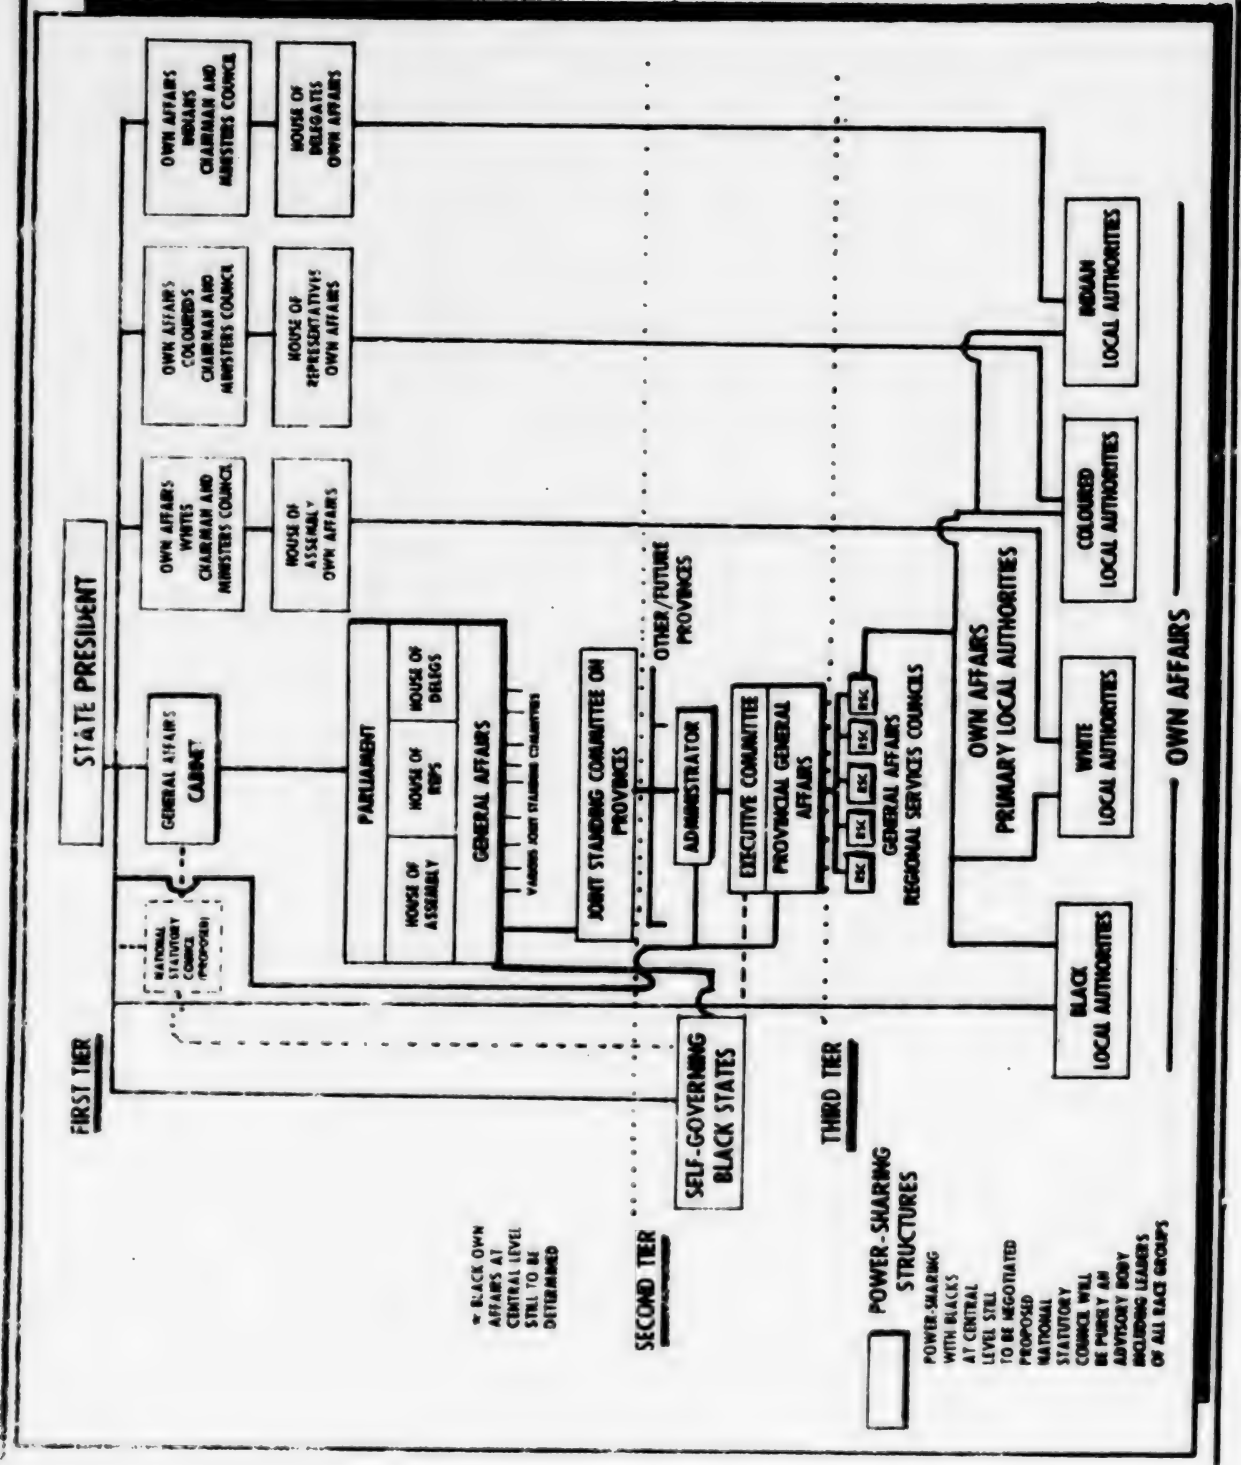 STATE PRESIDENT
FIRST TIER
NATIONAL
STATUTORY
COUNCIL
(PROPOSED)
GENERAL AFFAIRS
CABINET
OWN AFFAIRS
WHITES
CHAIRMAN AND
MINISTERS COUNCIL
OWN AFFAIRS
COLOUREDS
CHAIRMAN AND
MINISTERS COUNCIL
OWN AFFAIRS
INDIANS
CHAIRMAN AND
MINISTERS COUNCIL
HOUSE OF
ASSEMBLY
OWN AFFAIRS
HOUSE OF
REPRESENTATIVES
OWN AFFAIRS
HOUSE OF
DELEGATES
OWN AFFAIRS
PARLIAMENT
HOUSE OF
ASSEMBLY
HOUSE OF
REPS
HOUSE OF
DELEGS
GENERAL AFFAIRS
VARIOUS JOINT STANDING COMMITTEES
* BLACK OWN
AFFAIRS AT
CENTRAL LEVEL
STILL TO BE
DETERMINED
JOINT STANDING COMMITTEE ON
PROVINCES
SECOND TIER
OTHER/FUTURE
PROVINCES
SELF-GOVERNING
BLACK STATES
ADMINISTRATOR
EXECUTIVE COMMITTEE
PROVINCIAL GENERAL
AFFAIRS
THIRD TIER
RSC
RSC
RSC
RSC
RSC
GENERAL AFFAIRS
REGIONAL SERVICES COUNCILS
POWER-SHARING
STRUCTURES
POWER-SHARING
WITH BLACKS
AT CENTRAL
LEVEL STILL
TO BE NEGOTIATED
PROPOSED
NATIONAL
STATUTORY
COUNCIL WILL
BE PURELY AN
ADVISORY BODY
INCLUDING LEADERS
OF ALL RACE GROUPS
OWN AFFAIRS
PRIMARY LOCAL AUTHORITIES
BLACK
LOCAL AUTHORITIES
WHITE
LOCAL AUTHORITIES
COLOURED
LOCAL AUTHORITIES
INDIAN
LOCAL AUTHORITIES
OWN AFFAIRS